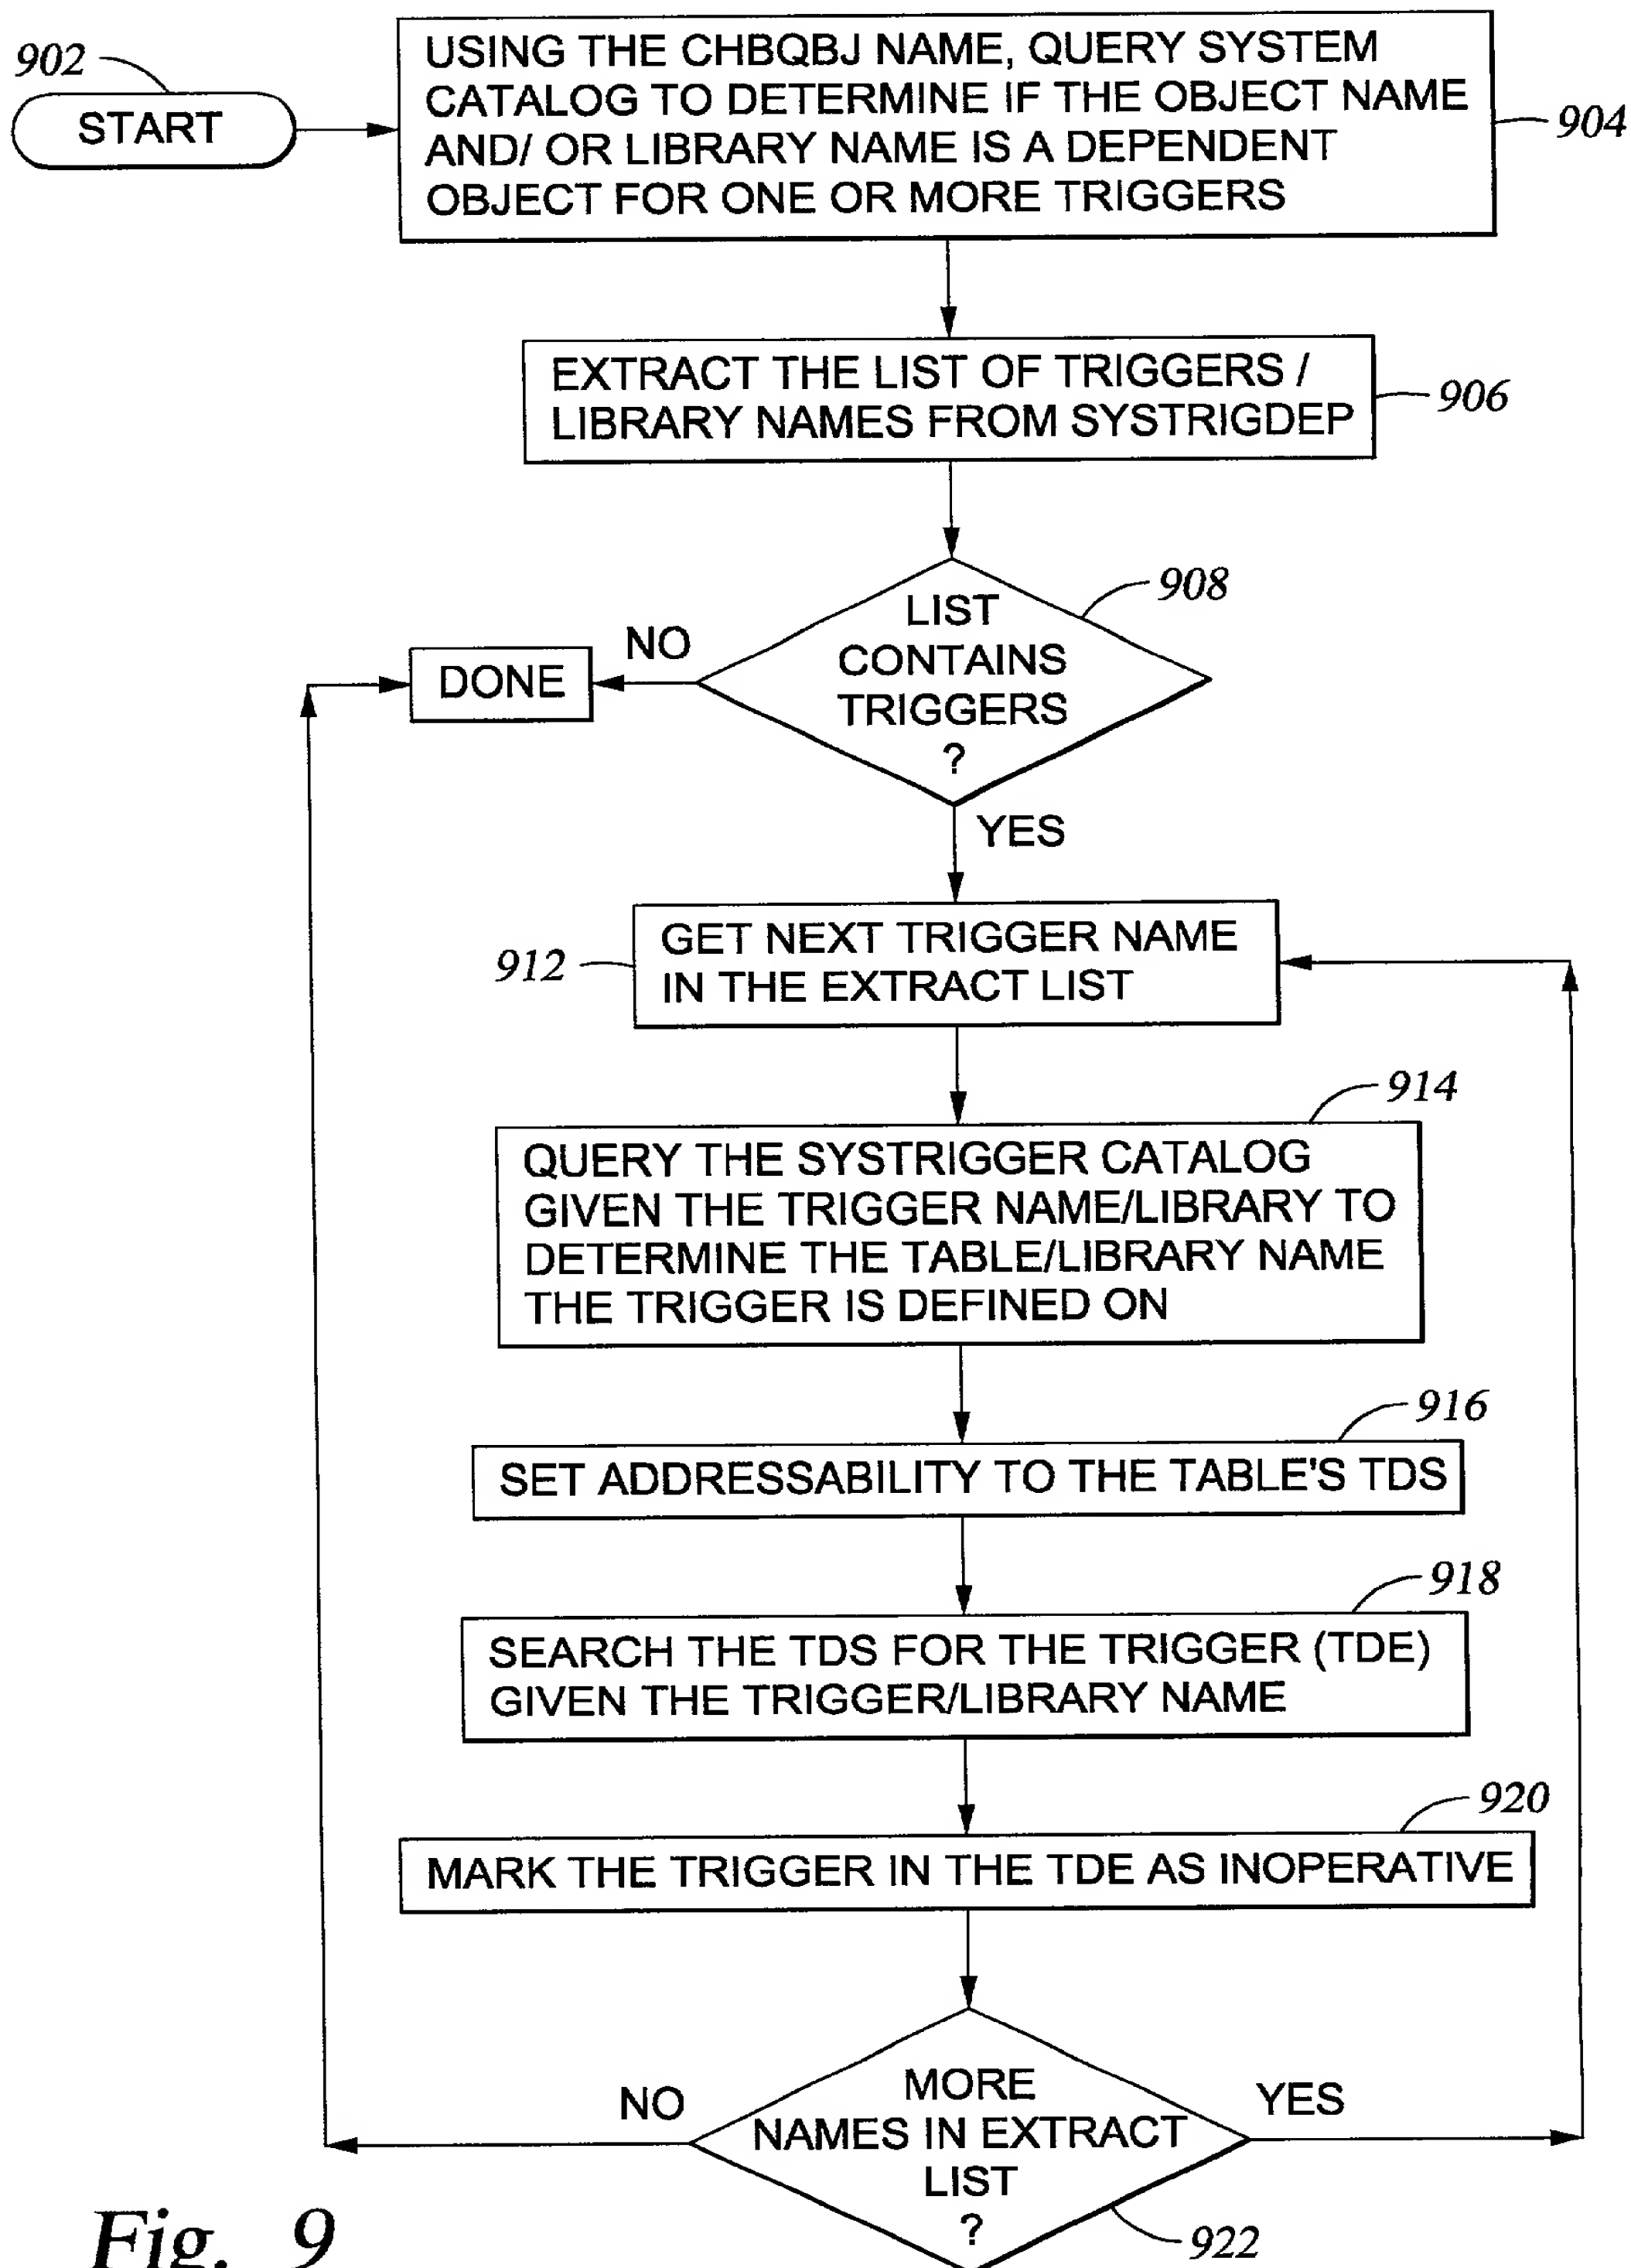 902
START
USING THE CHBQBJ NAME, QUERY SYSTEM
CATALOG TO DETERMINE IF THE OBJECT NAME
AND/ OR LIBRARY NAME IS A DEPENDENT
OBJECT FOR ONE OR MORE TRIGGERS
904
EXTRACT THE LIST OF TRIGGERS /
LIBRARY NAMES FROM SYSTRIGDEP
906
LIST
CONTAINS
TRIGGERS
?
908
NO
DONE
YES
GET NEXT TRIGGER NAME
IN THE EXTRACT LIST
912
914
QUERY THE SYSTRIGGER CATALOG
GIVEN THE TRIGGER NAME/LIBRARY TO
DETERMINE THE TABLE/LIBRARY NAME
THE TRIGGER IS DEFINED ON
916
SET ADDRESSABILITY TO THE TABLE'S TDS
918
SEARCH THE TDS FOR THE TRIGGER (TDE)
GIVEN THE TRIGGER/LIBRARY NAME
920
MARK THE TRIGGER IN THE TDE AS INOPERATIVE
NO
MORE
NAMES IN EXTRACT
LIST
?
YES
922
Fig. 9